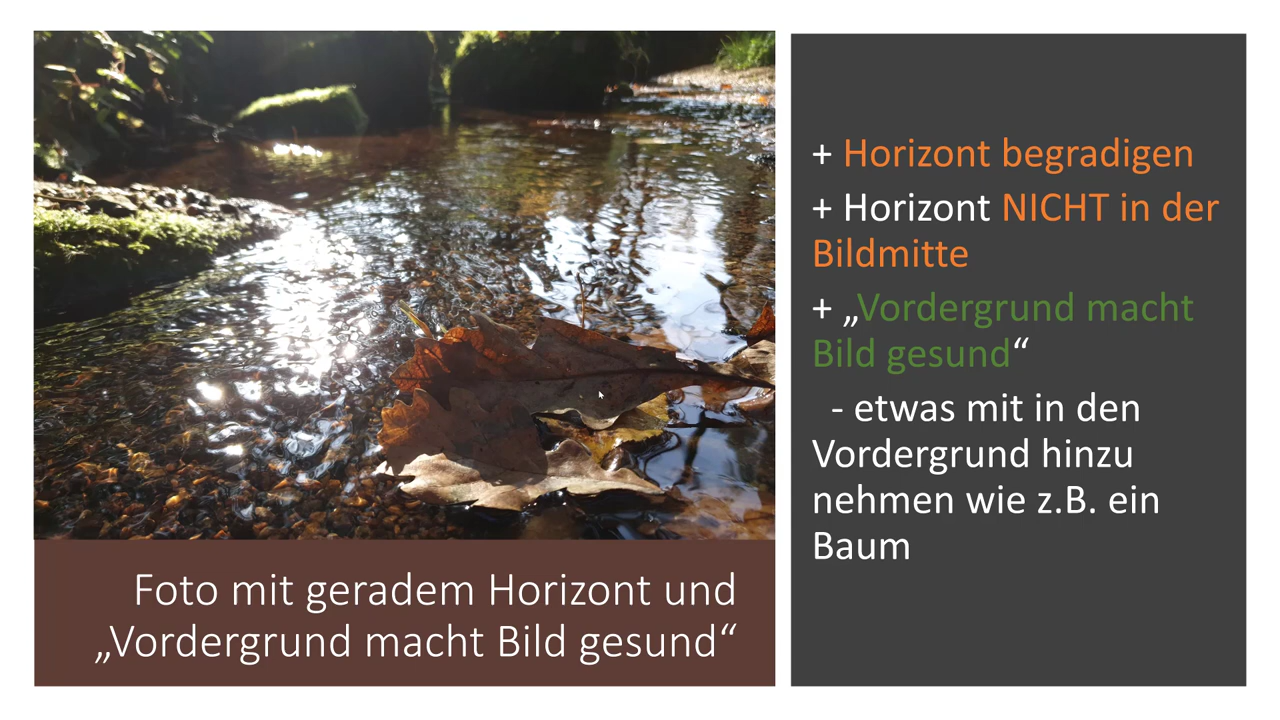 + Horizont begradigen
+ Horizont NICHT in der
Bildmitte
+ „Vordergrund macht
Bild gesund“
- etwas mit in den
Vordergrund hinzu
nehmen wie z.B. ein
Baum
Foto mit geradem Horizont und
„Vordergrund macht Bild gesund“